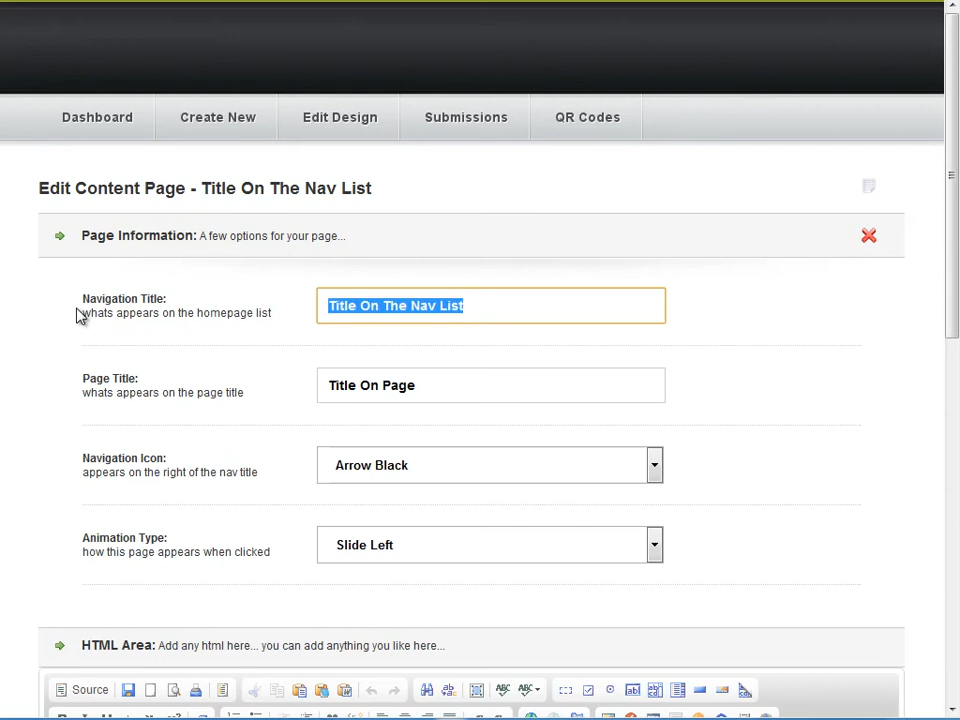 Dashboard Create New Edit Design Submissions QR Codes
Edit Content Page - Title On The Nav List
Page Information: A few options for your page...
Navigation Title:
whats appears on the homepage list
Title On The Nav List
Page Title:
whats appears on the page title
Title On Page
Navigation Icon:
appears on the right of the nav title
Arrow Black
Animation Type:
how this page appears when clicked
Slide Left
HTML Area: Add any html here... you can add anything you like here...
Source